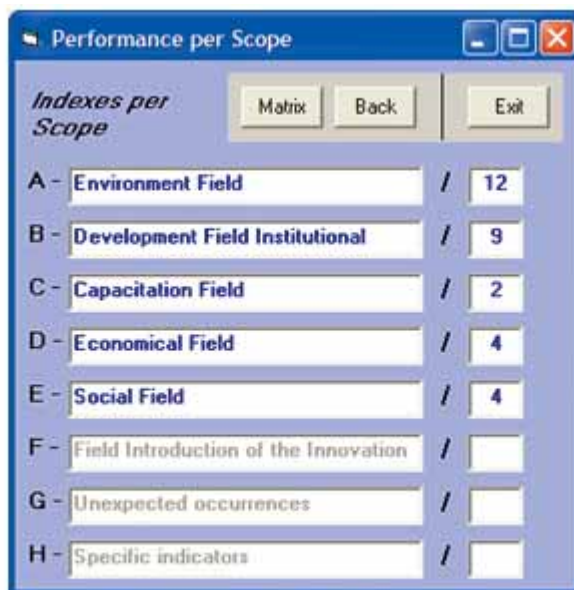 Performance per Scope
Indexes per
Scope
Matrix Back Exit
A - Environment Field / 12
B - Development Field Institutional / 9
C - Capacitation Field / 2
D - Economical Field / 4
E - Social Field / 4
F - Field Introduction of the Innovation /
G - Unexpected occurrences /
H - Specific indicators /